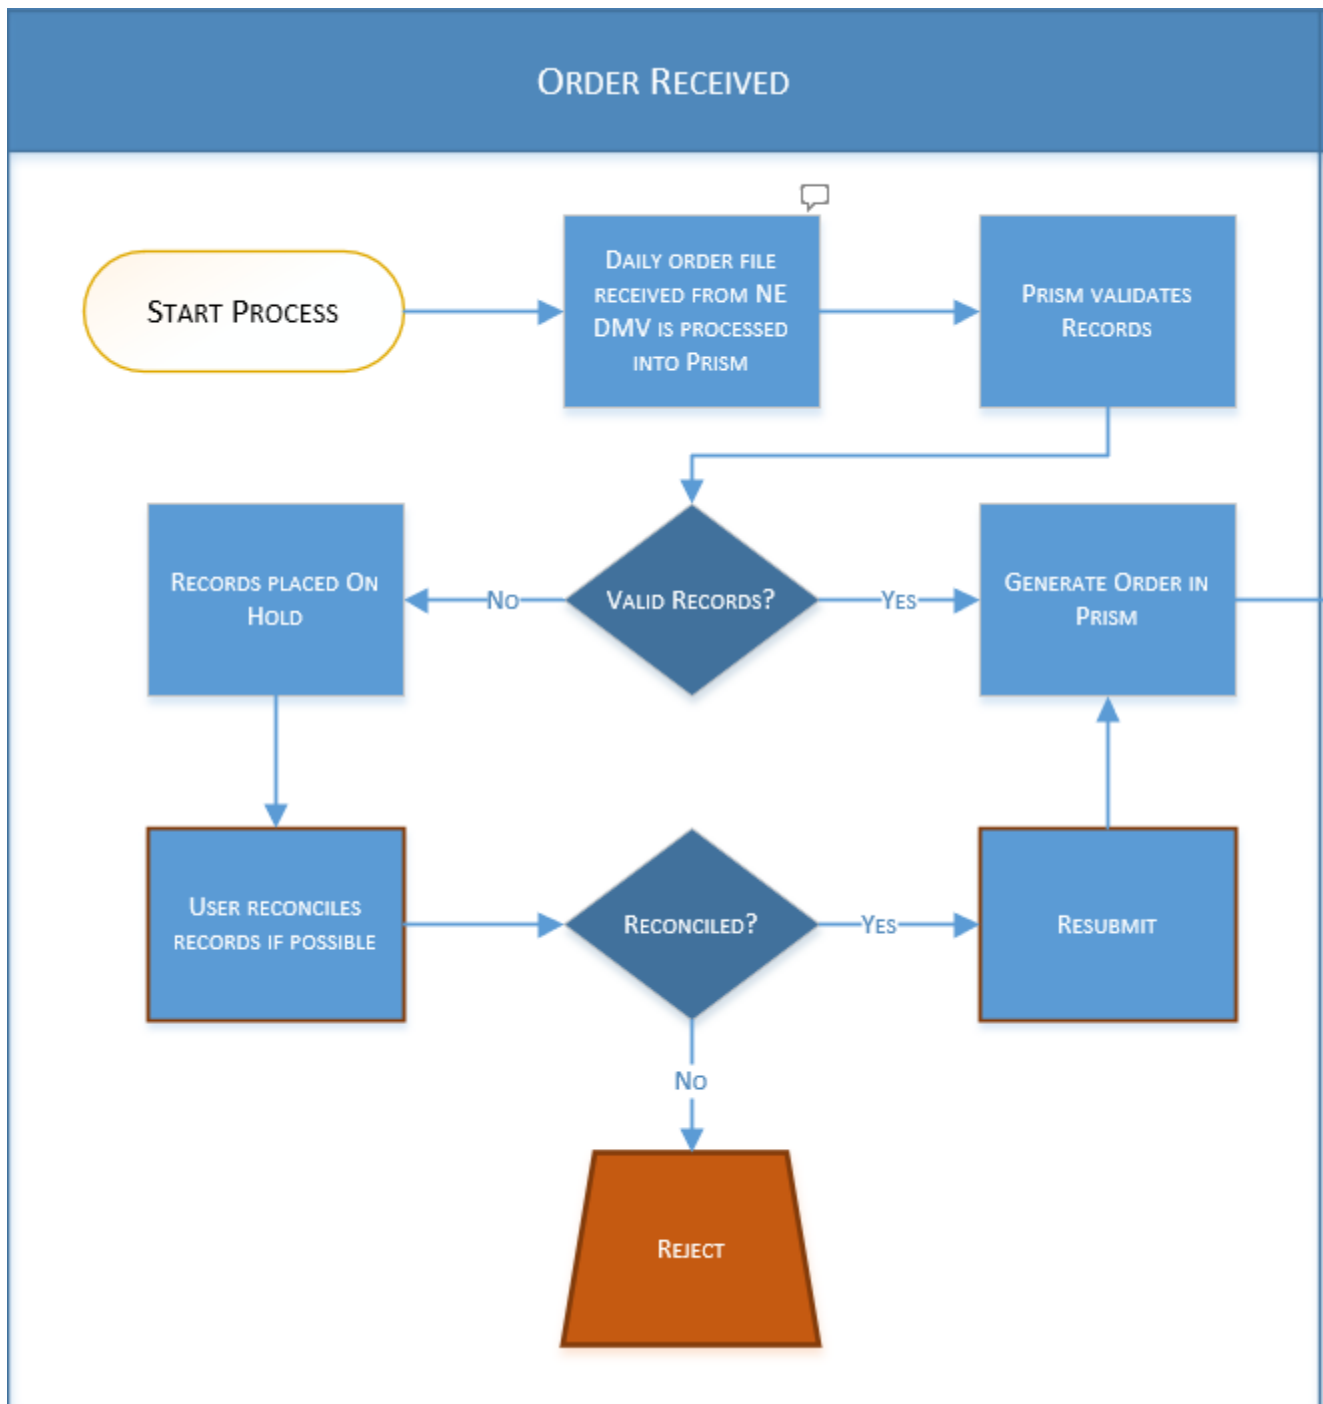 Order Received
Start Process
Daily order file
received from NE
DMV is processed
into Prism
Prism validates
Records
Records placed On
Hold
No
Valid Records?
Yes
Generate Order in
Prism
User reconciles
records if possible
Reconciled?
Yes
Resubmit
No
Reject